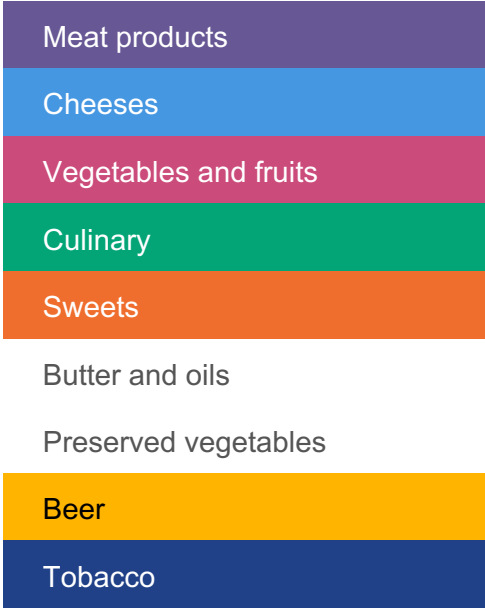 Meat products
Cheeses
Vegetables and fruits
Culinary
Sweets
Butter and oils
Preserved vegetables
Beer
Tobacco